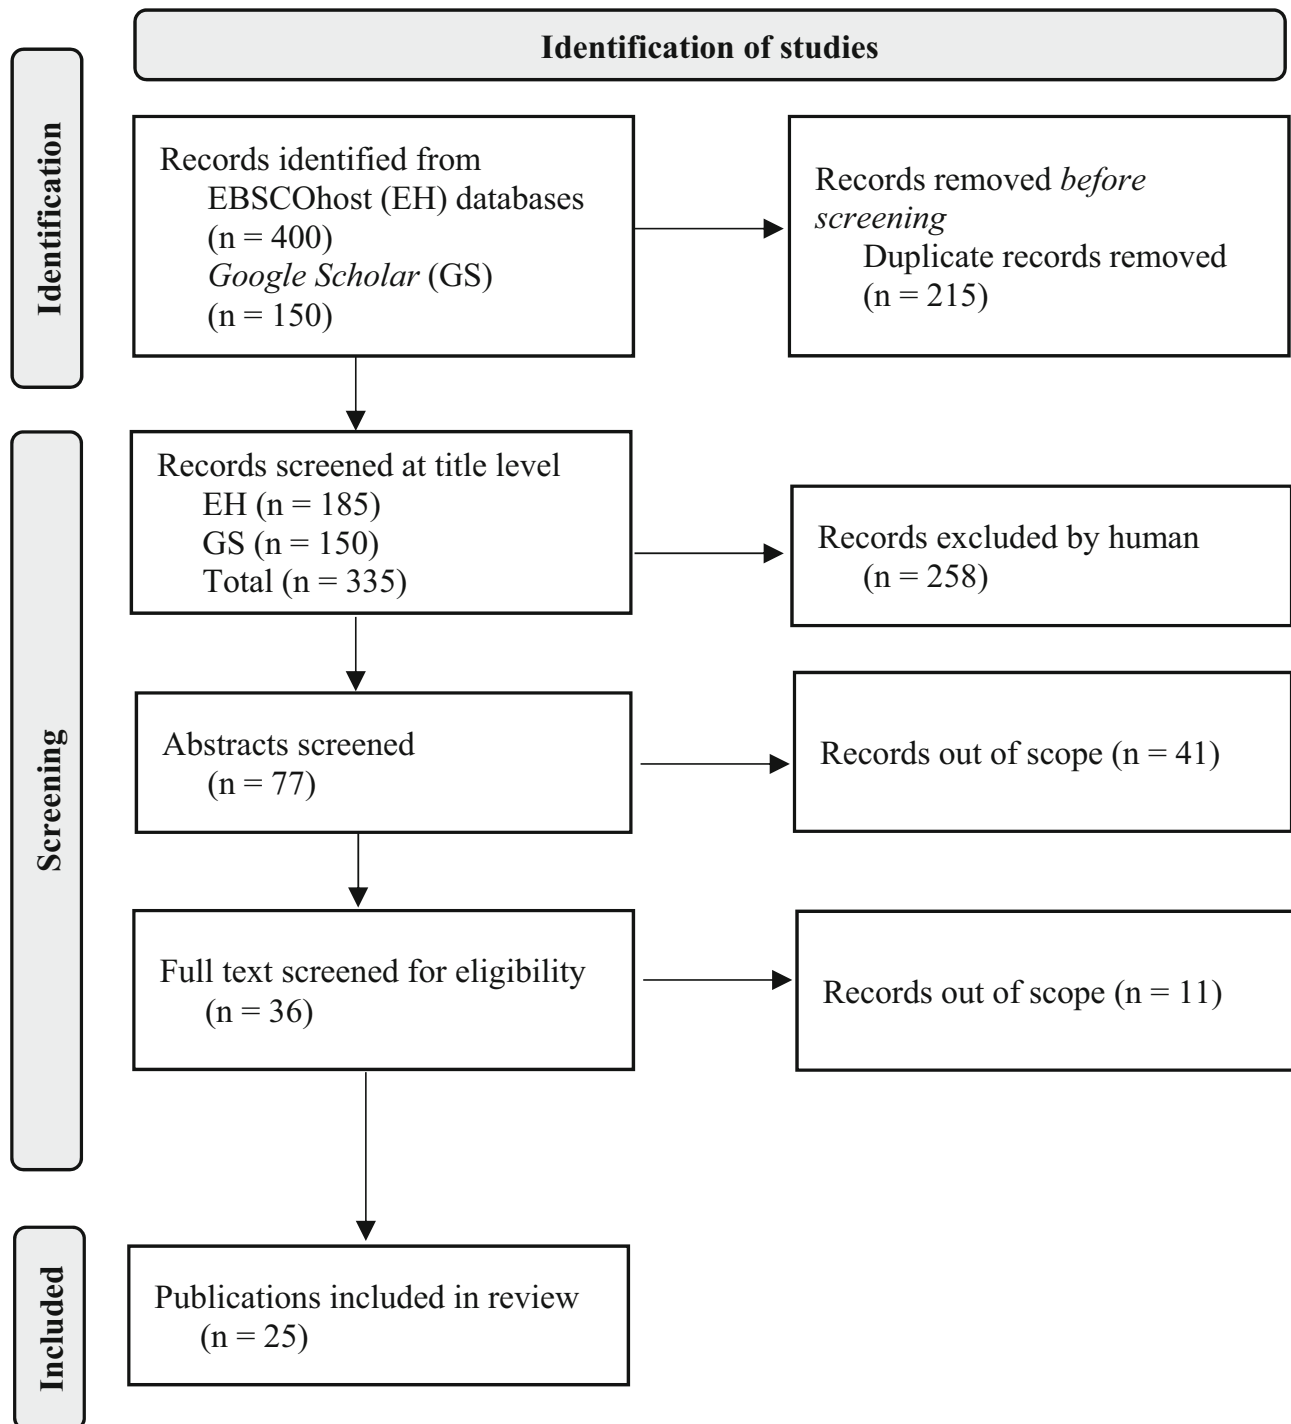 Identification of studies
Identification
Records identified from
EBSCOhost (EH) databases
(n = 400)
Google Scholar (GS)
(n = 150)
Records removed before
screening
Duplicate records removed
(n = 215)
Screening
Records screened at title level
EH (n = 185)
GS (n = 150)
Total (n = 335)
Records excluded by human
(n = 258)
Abstracts screened
(n = 77)
Records out of scope (n = 41)
Full text screened for eligibility
(n = 36)
Records out of scope (n = 11)
Included
Publications included in review
(n = 25)